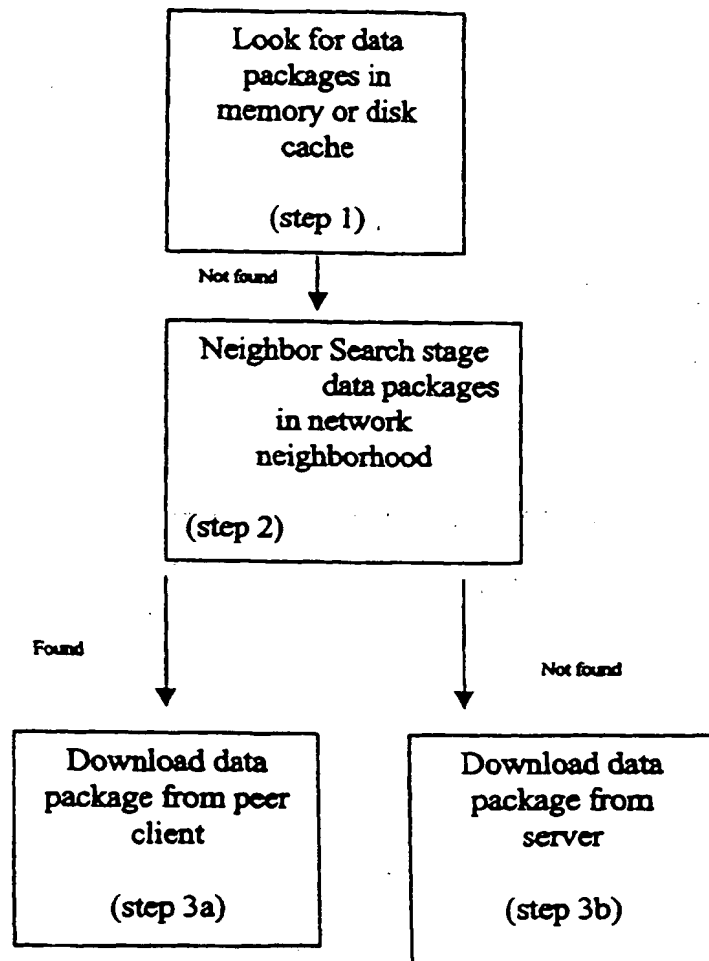 Look for data
packages in
memory or disk
cache
(step 1)
Not found
Neighbor Search stage
data packages
in network
neighborhood
(step 2)
Found
Not found
Download data
package from peer
client
(step 3a)
Download data
package from
server
(step 3b)